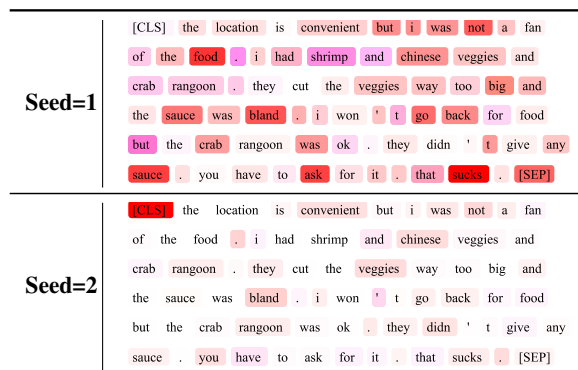 [CLS] the location is convenient but i was not a fan
of the food . i had shrimp and chinese veggies and
crab rangoon . they cut the veggies way too big and
Seed=1
the sauce was bland . i won ' t go back for food
but the crab rangoon was ok . they didn ' t give any
sauce . you have to ask for it . that sucks . [SEP]
[CLS] the location is convenient but i was not a fan
of the food . i had shrimp and chinese veggies and
crab rangoon . they cut the veggies way too big and
Seed=2
the sauce was bland . i won ' t go back for food
but the crab rangoon was ok . they didn ' t give any
sauce . you have to ask for it . that sucks . [SEP]